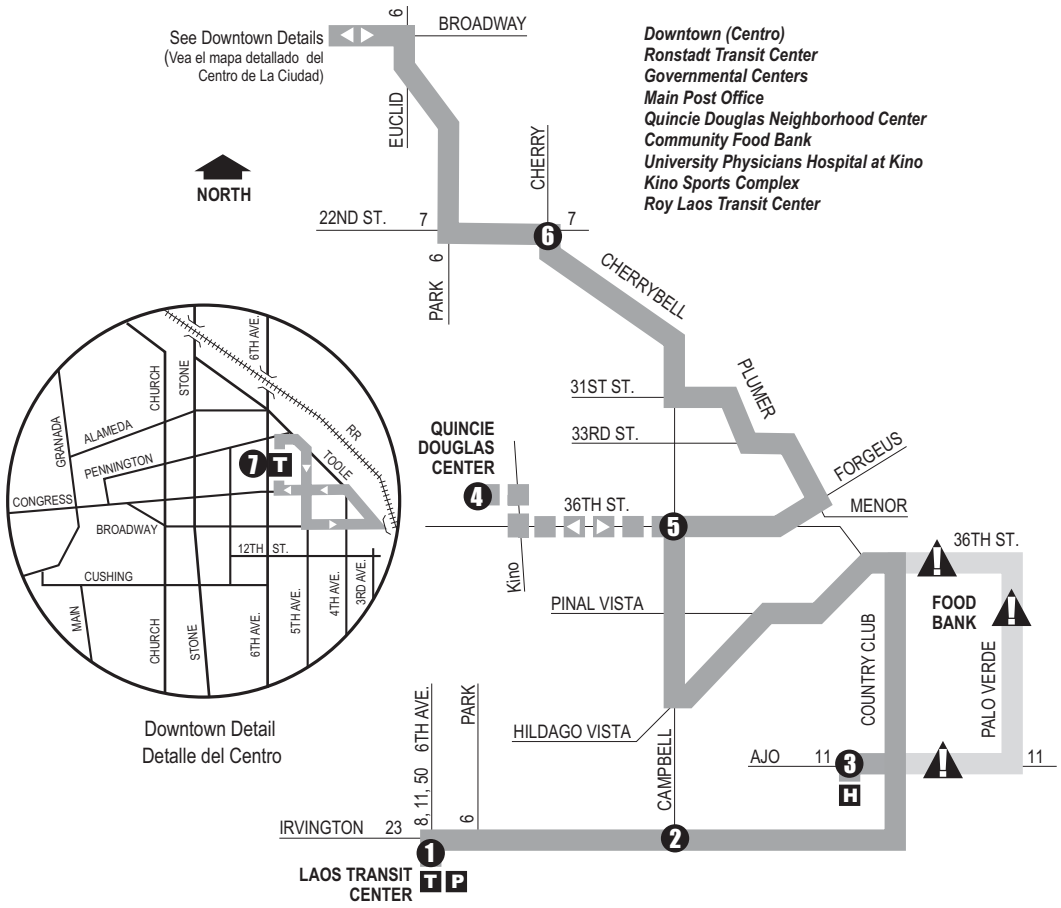 6
BROADWAY
See Downtown Details
(Vea el mapa detallado del
Centro de La Ciudad)
Downtown (Centro)
Ronstadt Transit Center
Governmental Centers
Main Post Office
Quincie Douglas Neighborhood Center
Community Food Bank
University Physicians Hospital at Kino
Kino Sports Complex
Roy Laos Transit Center
EUCLID
CHERRY
NORTH
22ND ST. 7
6
7
PARK 6
CHERRYBELL
PLUMER
31ST ST.
33RD ST.
FORGEUS
MENOR
QUINCIE
DOUGLAS
CENTER
4
36TH ST.
5
Kino
36TH ST.
!
!
!
FOOD
BANK
PINAL VISTA
COUNTRY CLUB
PALO VERDE
HILDAGO VISTA
CAMPBELL
AJO 11
3
H
11
8, 11, 50 6TH AVE.
6 PARK
IRVINGTON 23
1
2
LAOS TRANSIT
CENTER
T P
GRANADA
CHURCH
STONE
6TH AVE.
RR
ALAMEDA
PENNINGTON
7 T
TOOLE
CONGRESS
BROADWAY
12TH ST.
CUSHING
MAIN
CHURCH
STONE
6TH AVE.
5TH AVE.
4TH AVE.
3RD AVE.
Downtown Detail
Detalle del Centro